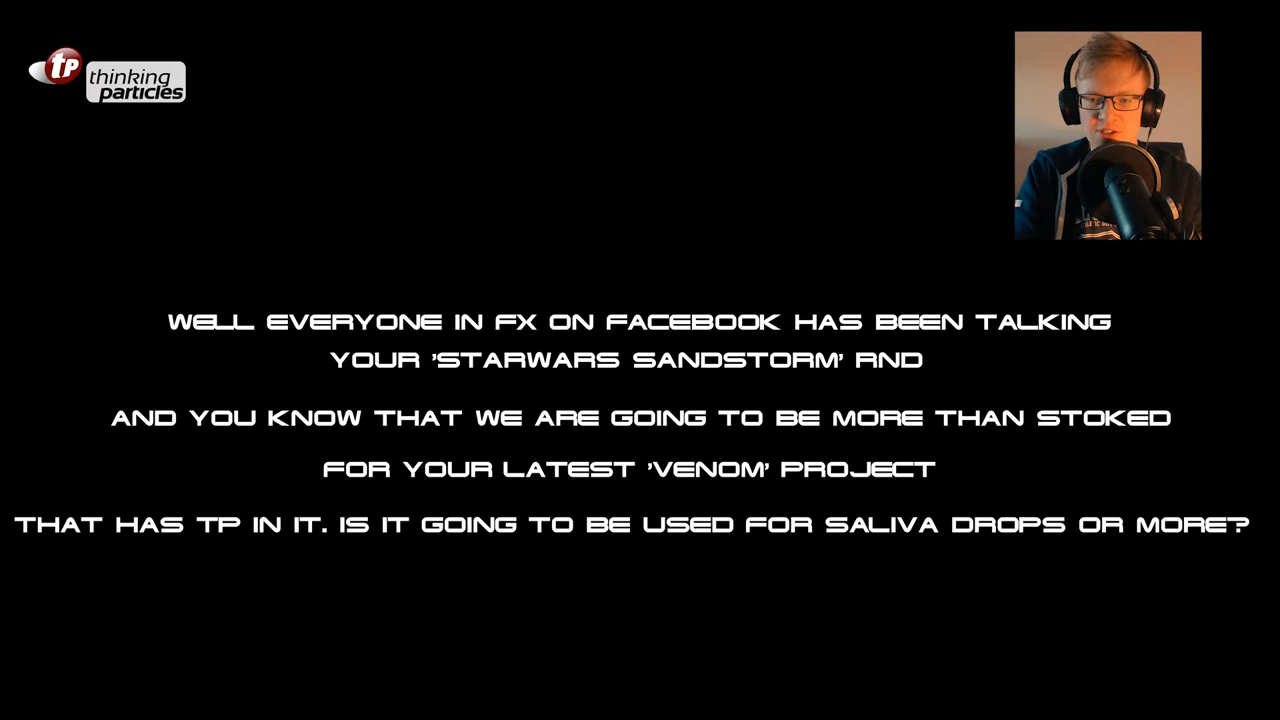 tp
thinking
particles
WELL EVERYONE IN FX ON FACEBOOK HAS BEEN TALKING
YOUR 'STARWARS SANDSTORM' RND
AND YOU KNOW THAT WE ARE GOING TO BE MORE THAN STOKED
FOR YOUR LATEST 'VENOM' PROJECT
THAT HAS TP IN IT. IS IT GOING TO BE USED FOR SALIVA DROPS OR MORE?